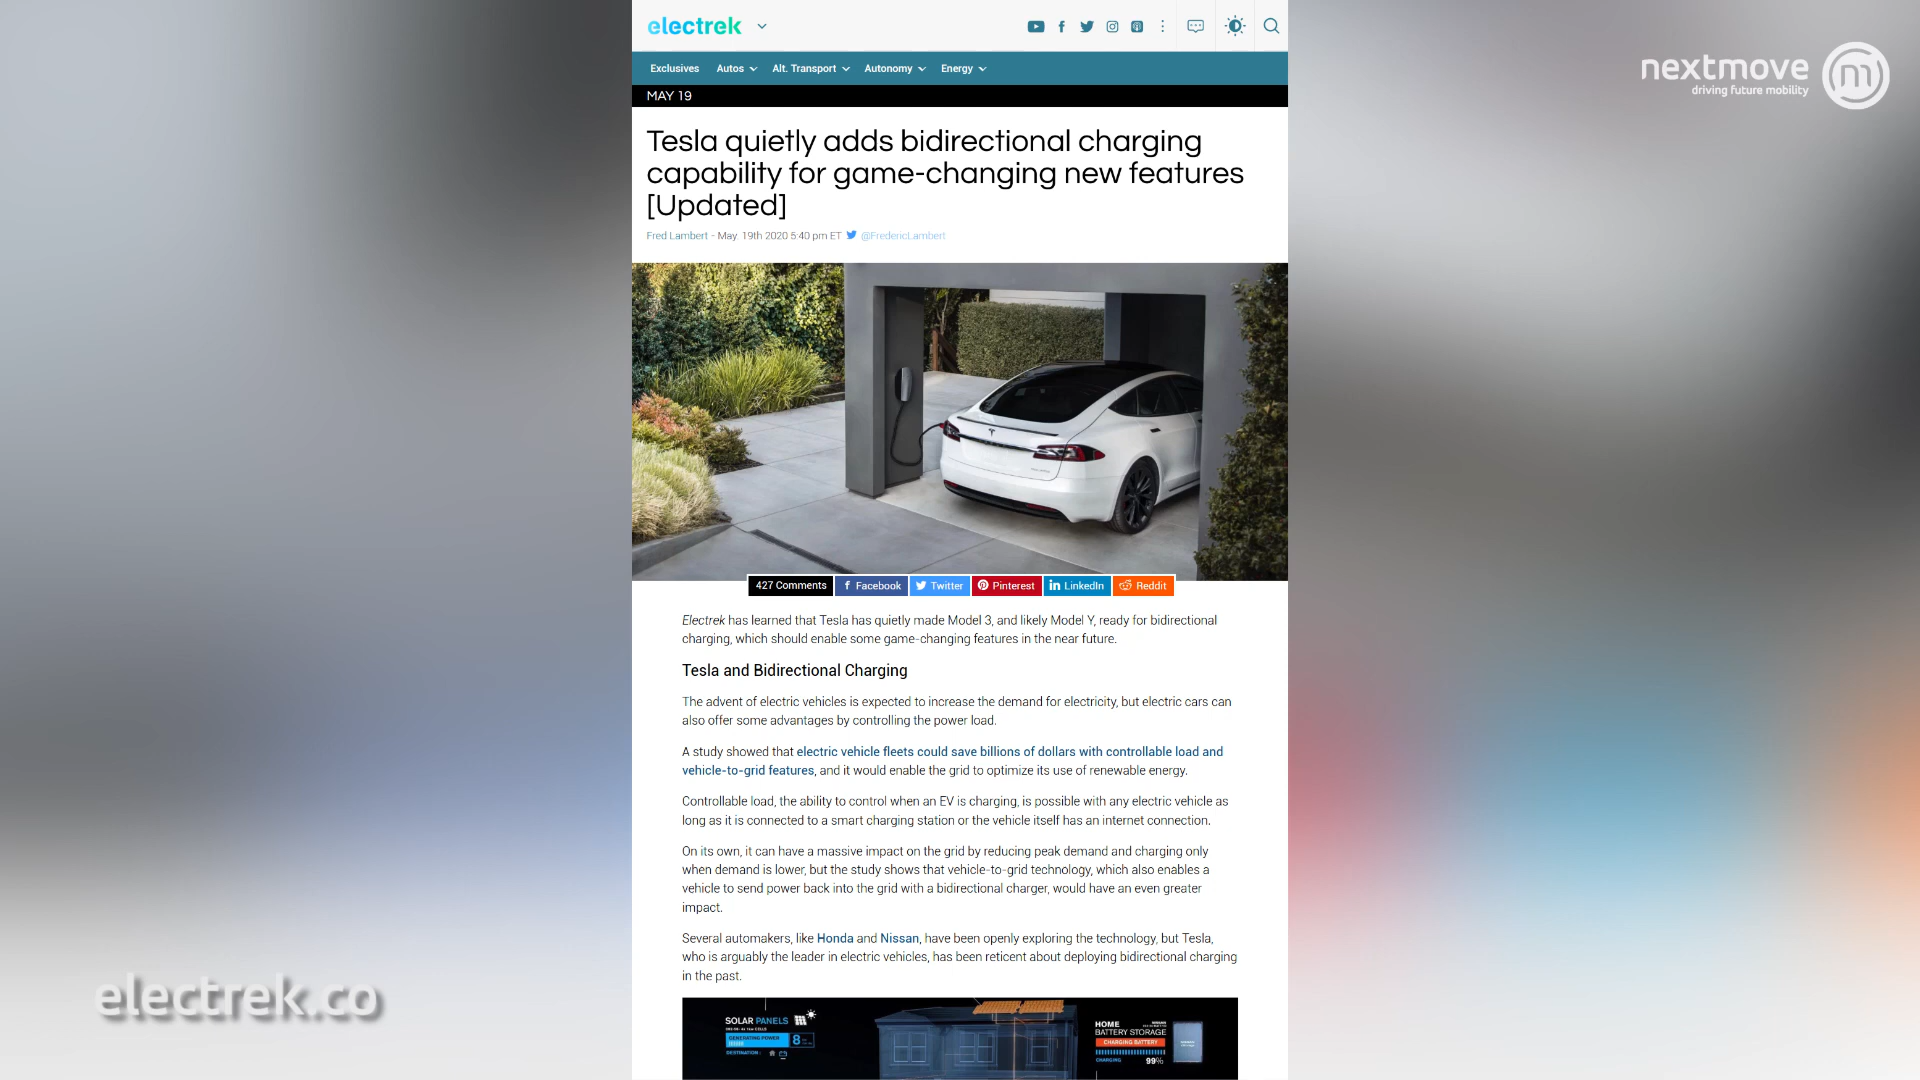 electrek
nextmove
driving future mobility
Exclusives Autos Alt. Transport Autonomy Energy
MAY 19
Tesla quietly adds bidirectional charging
capability for game-changing new features
[Updated]
Fred Lambert - May. 19th 2020 5:40 pm ET @FredericLambert
427 Comments Facebook Twitter Pinterest LinkedIn Reddit
Electrek has learned that Tesla has quietly made Model 3, and likely Model Y, ready for bidirectional
charging, which should enable some game-changing features in the near future.
Tesla and Bidirectional Charging
The advent of electric vehicles is expected to increase the demand for electricity, but electric cars can
also offer some advantages by controlling the power load.
A study showed that electric vehicle fleets could save billions of dollars with controllable load and
vehicle-to-grid features, and it would enable the grid to optimize its use of renewable energy.
Controllable load, the ability to control when an EV is charging, is possible with any electric vehicle as
long as it is connected to a smart charging station or the vehicle itself has an internet connection.
On its own, it can have a massive impact on the grid by reducing peak demand and charging only
when demand is lower, but the study shows that vehicle-to-grid technology, which also enables a
vehicle to send power back into the grid with a bidirectional charger, would have an even greater
impact.
Several automakers, like Honda and Nissan, have been openly exploring the technology, but Tesla,
who is arguably the leader in electric vehicles, has been reticent about deploying bidirectional charging
in the past.
electrek.co
SOLAR PANELS
GENERATING POWER 8
DESTINATION:
HOME
BATTERY STORAGE
CHARGING BATTERY
CHARGING 99%